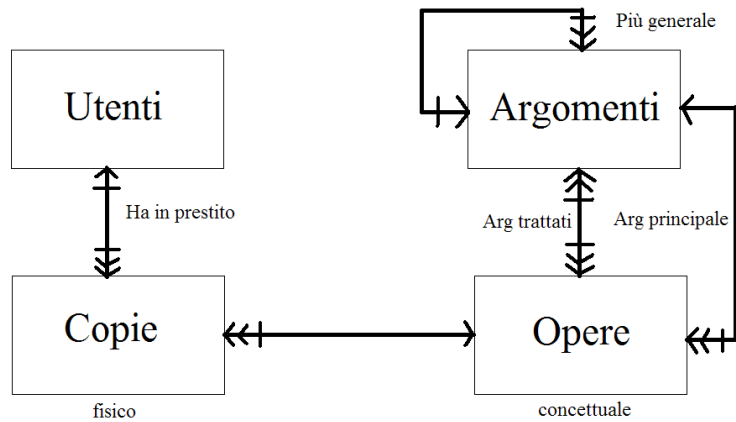 Più generale
Utenti
Argomenti
Ha in prestito
Arg trattati
Arg principale
Copie
Opere
fisico
concettuale